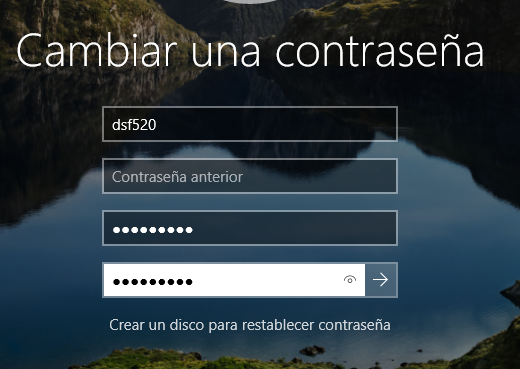 Cambiar una contraseña
dsf520
Contraseña anterior
●●●●●●●●●
●●●●●●●●●
Crear un disco para restablecer contraseña